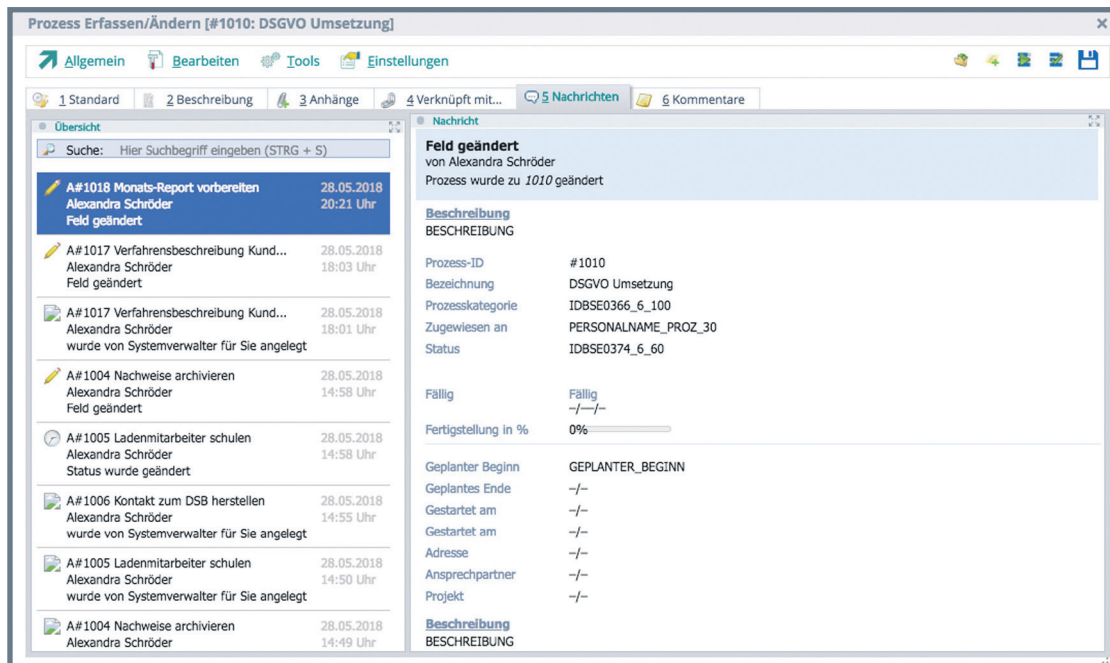 Prozess Erfassen/Ändern [#1010: DSGVO Umsetzung]
Allgemein Bearbeiten Tools Einstellungen
1 Standard 2 Beschreibung 3 Anhänge 4 Verknüpft mit... 5 Nachrichten 6 Kommentare
Übersicht
Suche: Hier Suchbegriff eingeben (STRG + S)
A#1018 Monats-Report vorbereiten 28.05.2018
Alexandra Schröder 20:21 Uhr
Feld geändert
A#1017 Verfahrensbeschreibung Kund... 28.05.2018
Alexandra Schröder 18:03 Uhr
Feld geändert
A#1017 Verfahrensbeschreibung Kund... 28.05.2018
Alexandra Schröder 18:01 Uhr
wurde von Systemverwalter für Sie angelegt
A#1004 Nachweise archivieren 28.05.2018
Alexandra Schröder 14:58 Uhr
Feld geändert
A#1005 Ladenmitarbeiter schulen 28.05.2018
Alexandra Schröder 14:58 Uhr
Status wurde geändert
A#1006 Kontakt zum DSB herstellen 28.05.2018
Alexandra Schröder 14:55 Uhr
wurde von Systemverwalter für Sie angelegt
A#1005 Ladenmitarbeiter schulen 28.05.2018
Alexandra Schröder 14:50 Uhr
wurde von Systemverwalter für Sie angelegt
A#1004 Nachweise archivieren 28.05.2018
Alexandra Schröder 14:49 Uhr
Nachricht
Feld geändert
von Alexandra Schröder
Prozess wurde zu 1010 geändert
Beschreibung
BESCHREIBUNG
Prozess-ID #1010
Bezeichnung DSGVO Umsetzung
Prozesskategorie IDBSE0366_6_100
Zugewiesen an PERSONALNAME_PROZ_30
Status IDBSE0374_6_60
Fällig Fällig
–/—/–
Fertigstellung in % 0%
Geplanter Beginn GEPLANTER_BEGINN
Geplantes Ende –/–
Gestartet am –/–
Gestartet am –/–
Adresse –/–
Ansprechpartner –/–
Projekt –/–
Beschreibung
BESCHREIBUNG